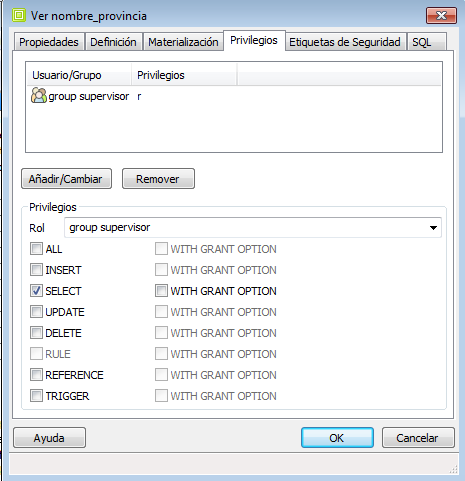 Ver nombre_provincia
Propiedades Definición Materialización Privilegios Etiquetas de Seguridad SQL
Usuario/Grupo Privilegios
group supervisor r
Añadir/Cambiar Remover
Privilegios
Rol group supervisor
ALL WITH GRANT OPTION
INSERT WITH GRANT OPTION
SELECT WITH GRANT OPTION
UPDATE WITH GRANT OPTION
DELETE WITH GRANT OPTION
RULE WITH GRANT OPTION
REFERENCE WITH GRANT OPTION
TRIGGER WITH GRANT OPTION
Ayuda OK Cancelar